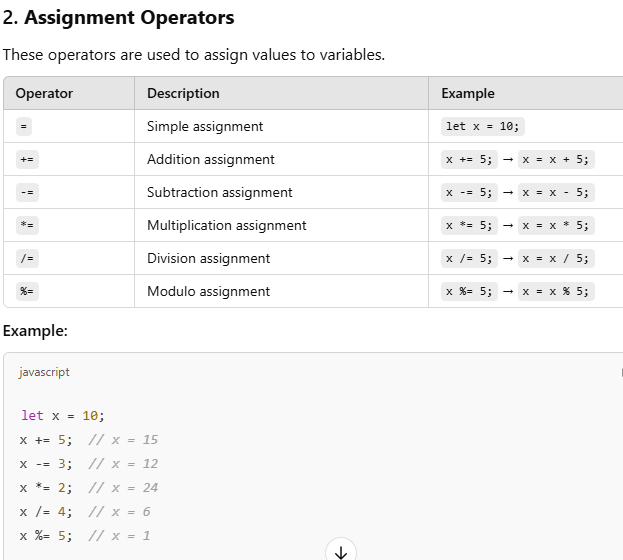 2. Assignment Operators
These operators are used to assign values to variables.
Operator Description Example
= Simple assignment let x = 10;
+= Addition assignment x += 5; → x = x + 5;
-= Subtraction assignment x -= 5; → x = x - 5;
*= Multiplication assignment x *= 5; → x = x * 5;
/= Division assignment x /= 5; → x = x / 5;
%= Modulo assignment x %= 5; → x = x % 5;
Example:
javascript
let x = 10;
x += 5;  // x = 15
x -= 3;  // x = 12
x *= 2;  // x = 24
x /= 4;  // x = 6
x %= 5;  // x = 1